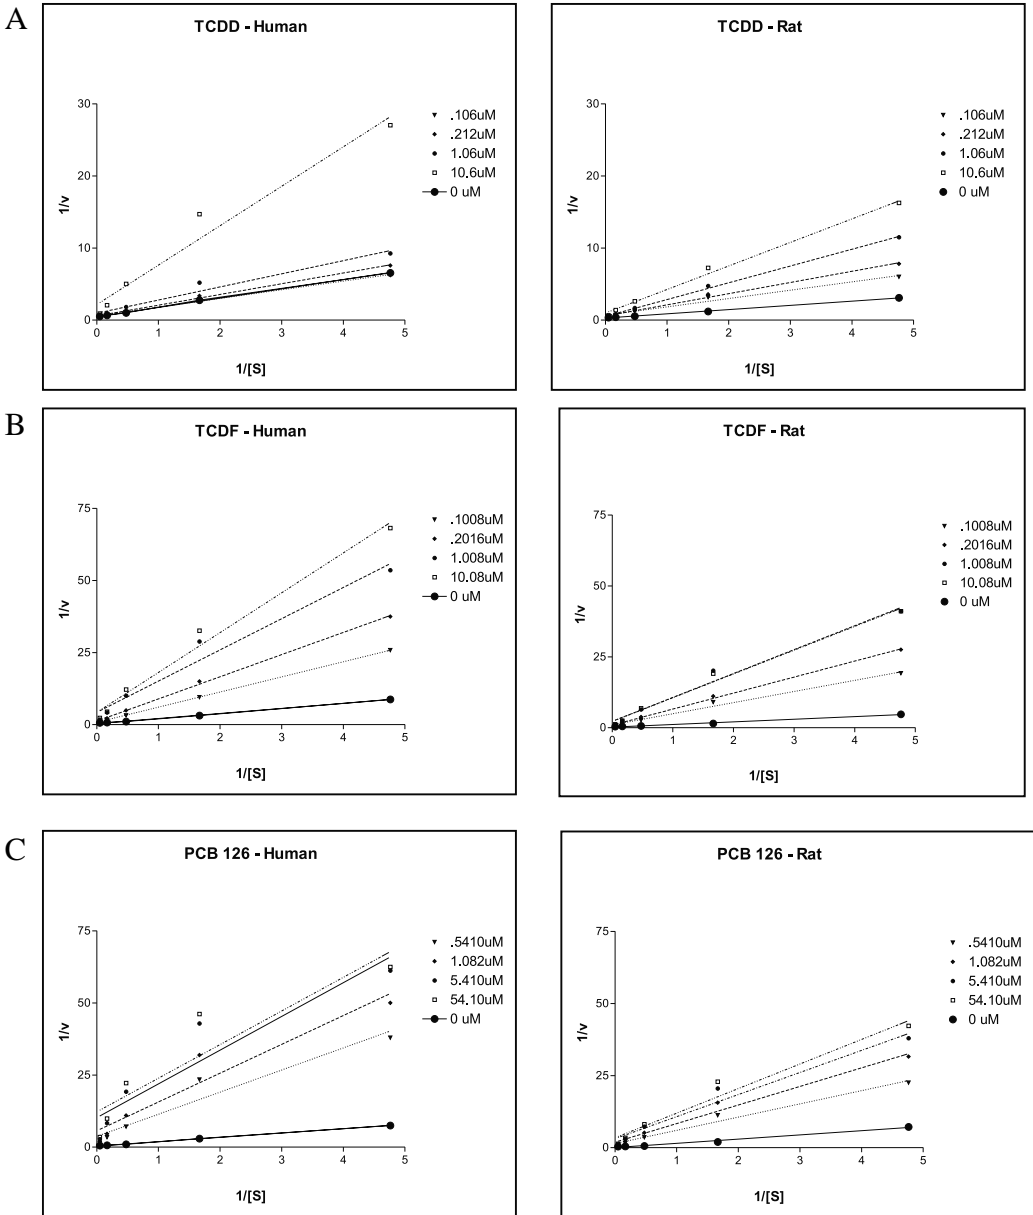 A
TCDD - Human
30
20
10
0
1/v
0 1 2 3 4 5
1/[S]
.106uM
.212uM
1.06uM
10.6uM
0 uM
TCDD - Rat
30
20
10
0
1/v
0 1 2 3 4 5
1/[S]
.106uM
.212uM
1.06uM
10.6uM
0 uM
B
TCDF - Human
75
50
25
0
1/v
0 1 2 3 4 5
1/[S]
.1008uM
.2016uM
1.008uM
10.08uM
0 uM
TCDF - Rat
75
50
25
0
1/v
0 1 2 3 4 5
1/[S]
.1008uM
.2016uM
1.008uM
10.08uM
0 uM
C
PCB 126 - Human
75
50
25
0
1/v
0 1 2 3 4 5
1/[S]
.5410uM
1.082uM
5.410uM
54.10uM
0 uM
PCB 126 - Rat
75
50
25
0
1/v
0 1 2 3 4 5
1/[S]
.5410uM
1.082uM
5.410uM
54.10uM
0 uM